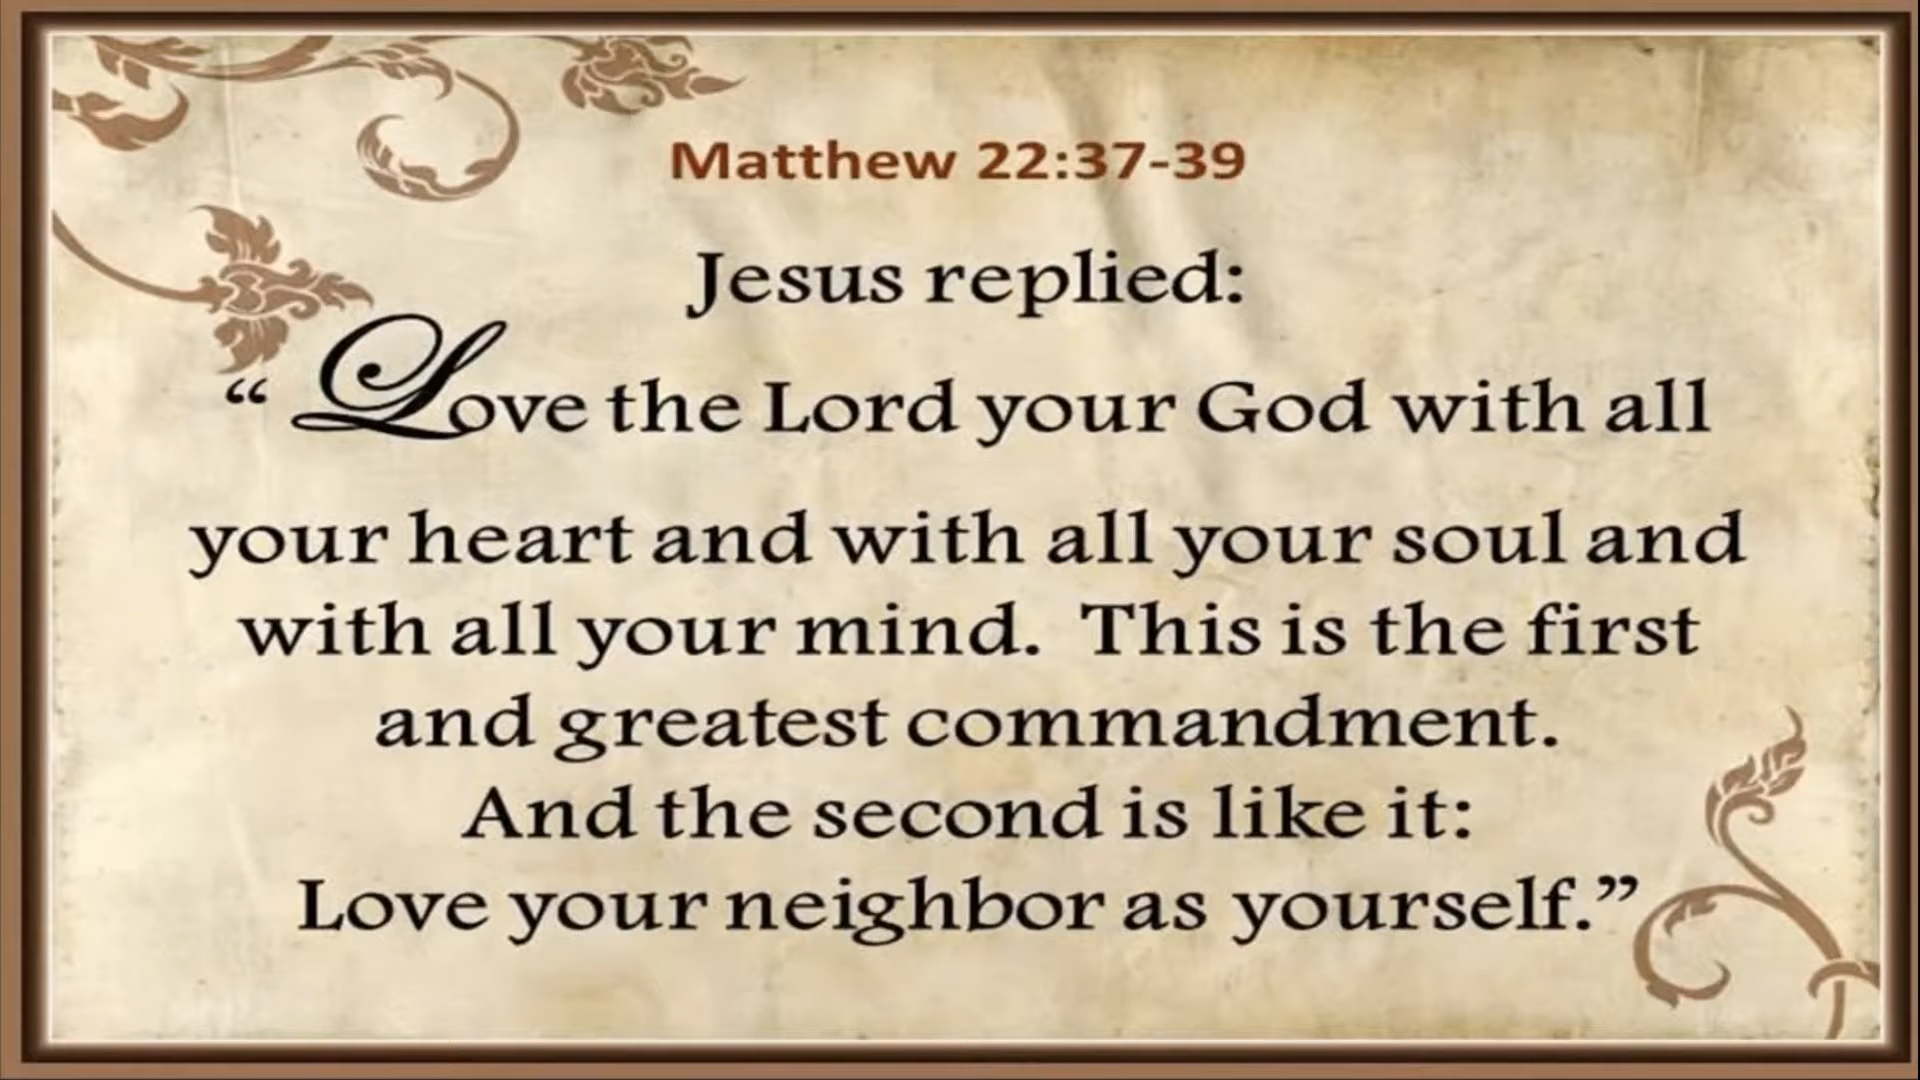 Matthew 22:37-39
Jesus replied:
“ Love the Lord your God with all
your heart and with all your soul and
with all your mind.  This is the first
and greatest commandment.
And the second is like it:
Love your neighbor as yourself.”